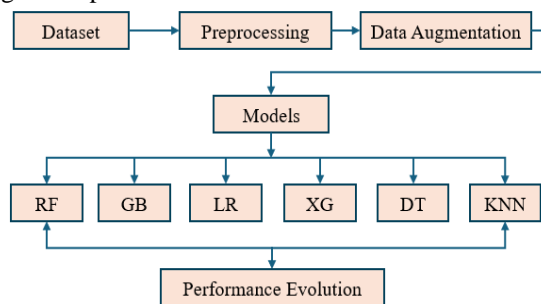 Dataset
Preprocessing
Data Augmentation
Models
RF
GB
LR
XG
DT
KNN
Performance Evolution